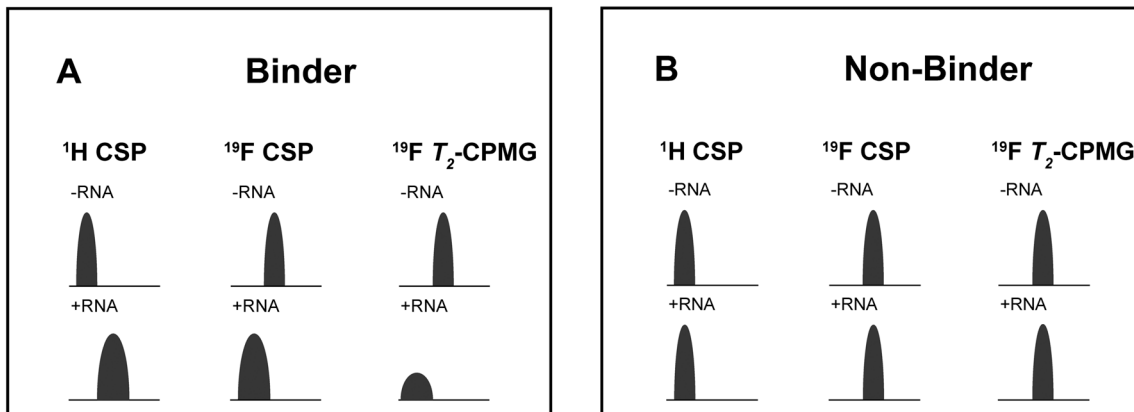 A Binder
¹H CSP ¹⁹F CSP ¹⁹F T₂-CPMG
-RNA -RNA -RNA
+RNA +RNA +RNA
B Non-Binder
¹H CSP ¹⁹F CSP ¹⁹F T₂-CPMG
-RNA -RNA -RNA
+RNA +RNA +RNA